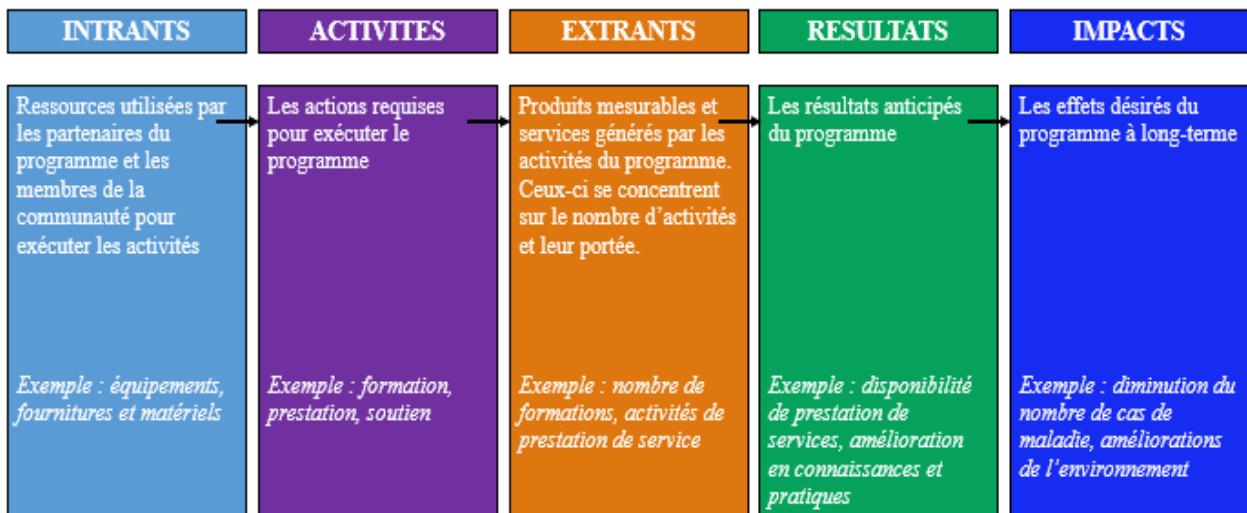 INTRANTS
ACTIVITES
EXTRANTS
RESULTATS
IMPACTS
Ressources utilisées par
les partenaires du
programme et les
membres de la
communauté pour
exécuter les activités
Exemple : équipements,
fournitures et matériels
Les actions requises
pour exécuter le
programme
Exemple : formation,
prestation, soutien
Produits mesurables et
services générés par les
activités du programme.
Ceux-ci se concentrent
sur le nombre d’activités
et leur portée.
Exemple : nombre de
formations, activités de
prestation de service
Les résultats anticipés
du programme
Exemple : disponibilité
de prestation de
services, amélioration
en connaissances et
pratiques
Les effets désirés du
programme à long-terme
Exemple : diminution du
nombre de cas de
maladie, améliorations
de l’environnement